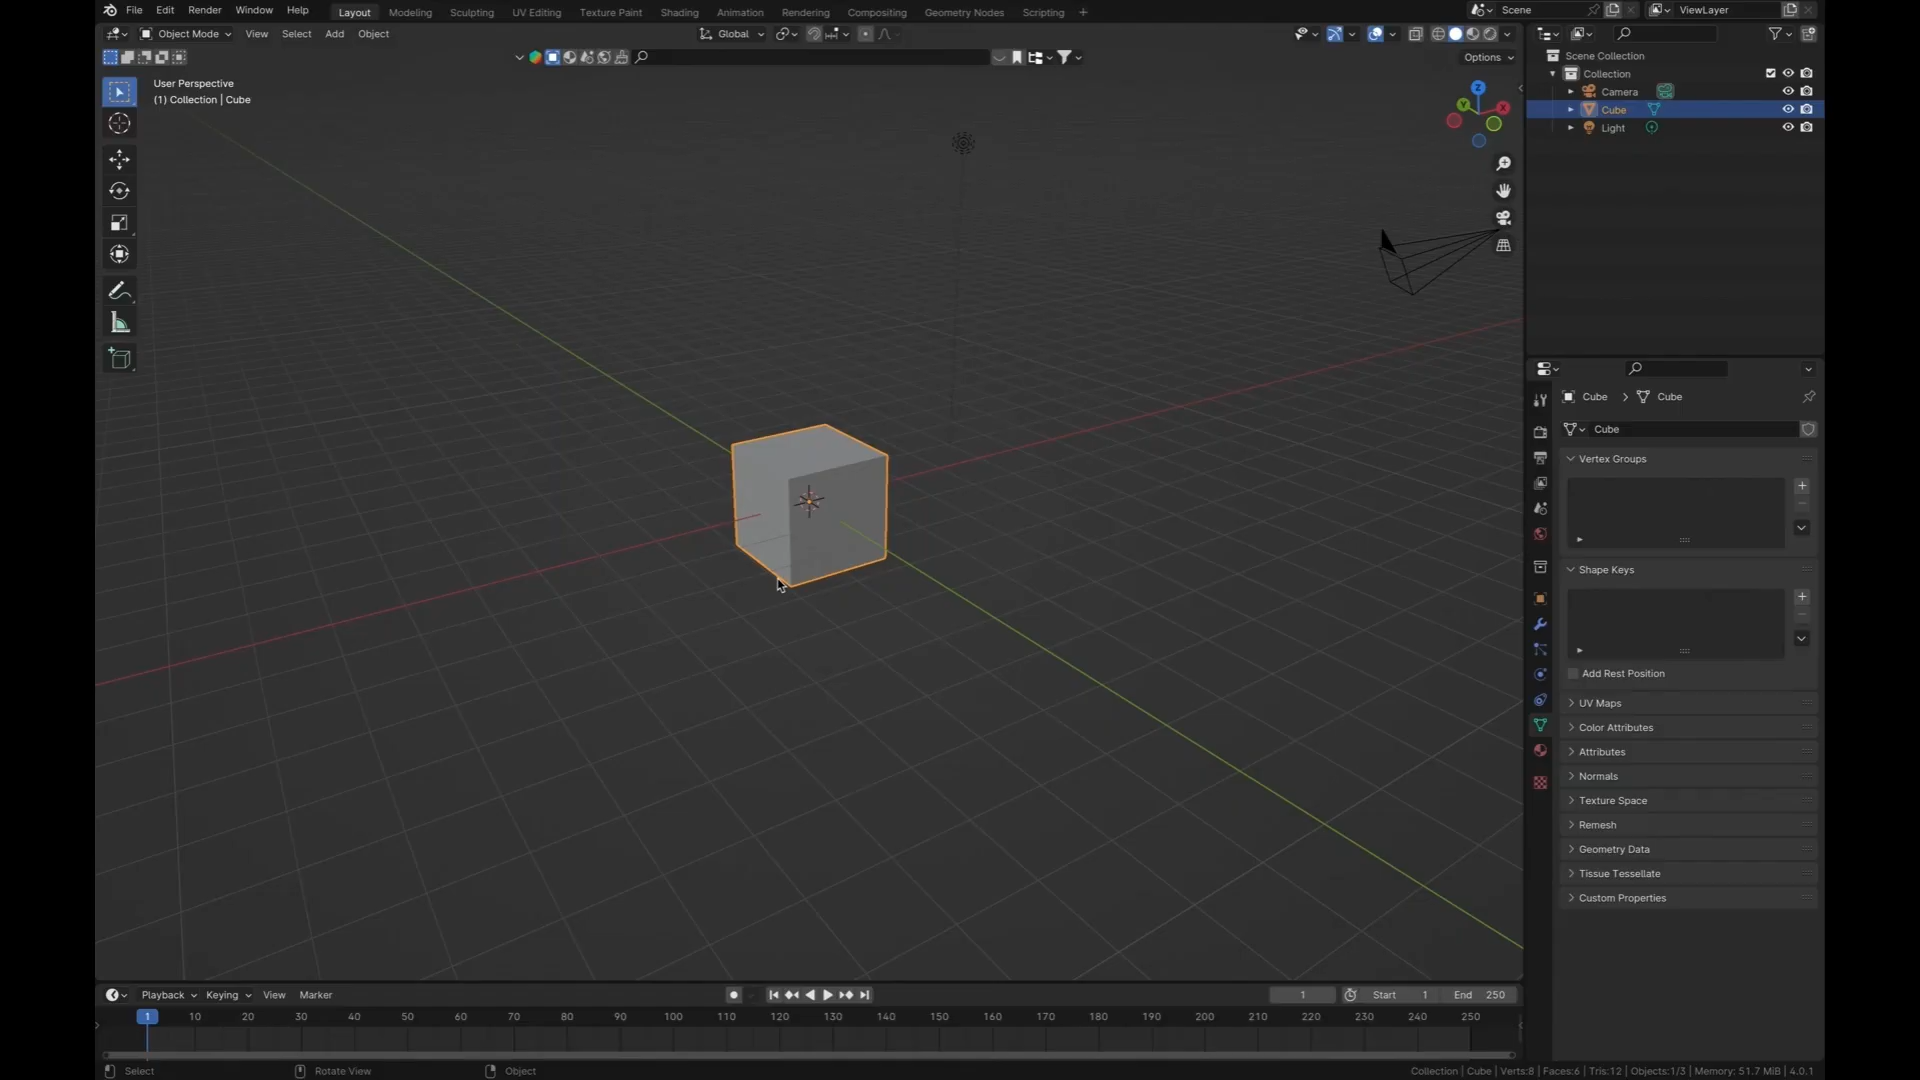 File Edit Render Window Help Layout Modeling Sculpting UV Editing Texture Paint Shading Animation Rendering Compositing Geometry Nodes Scripting + Scene ViewLayer
Object Mode View Select Add Object Global
Options
User Perspective
(1) Collection | Cube
Z
Y
X
Scene Collection
Collection
Camera
Cube
Light
Cube > Cube
Cube
Vertex Groups
Shape Keys
Add Rest Position
UV Maps
Color Attributes
Attributes
Normals
Texture Space
Remesh
Geometry Data
Tissue Tessellate
Custom Properties
Playback Keying View Marker 1 Start 1 End 250
1 10 20 30 40 50 60 70 80 90 100 110 120 130 140 150 160 170 180 190 200 210 220 230 240 250
Select Rotate View Object Collection | Cube | Verts:8 | Faces:6 | Tris:12 | Objects:1/3 | Memory: 51.7 MiB | 4.0.1